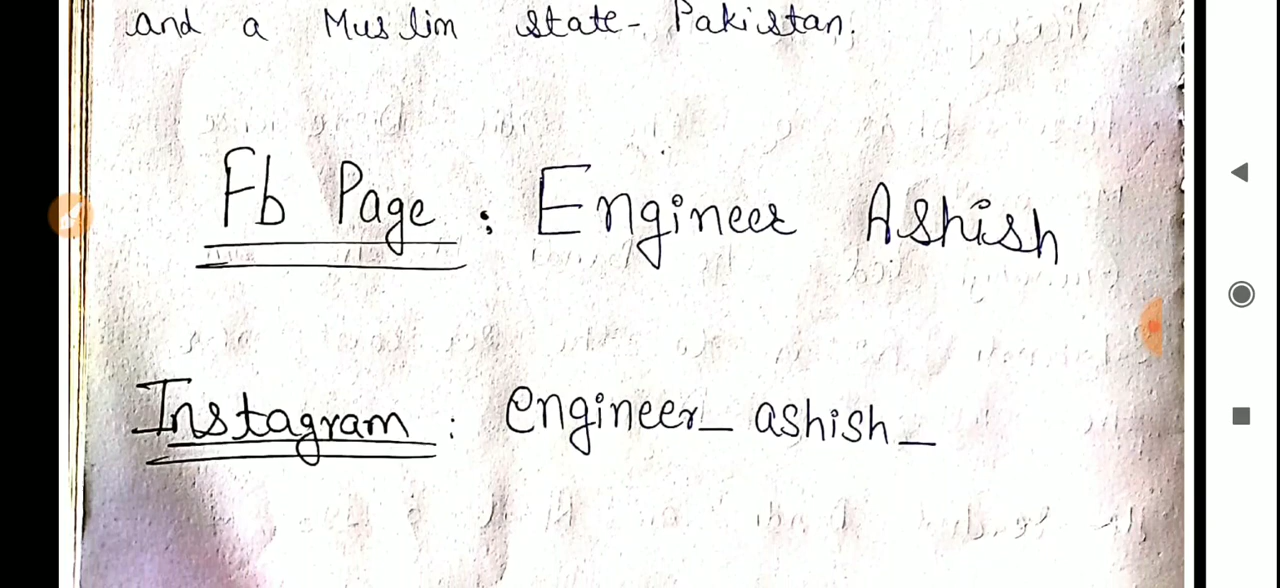 and a Muslim state - Pakistan.
Fb Page : Engineer Ashish
Instagram : engineer_ashish_